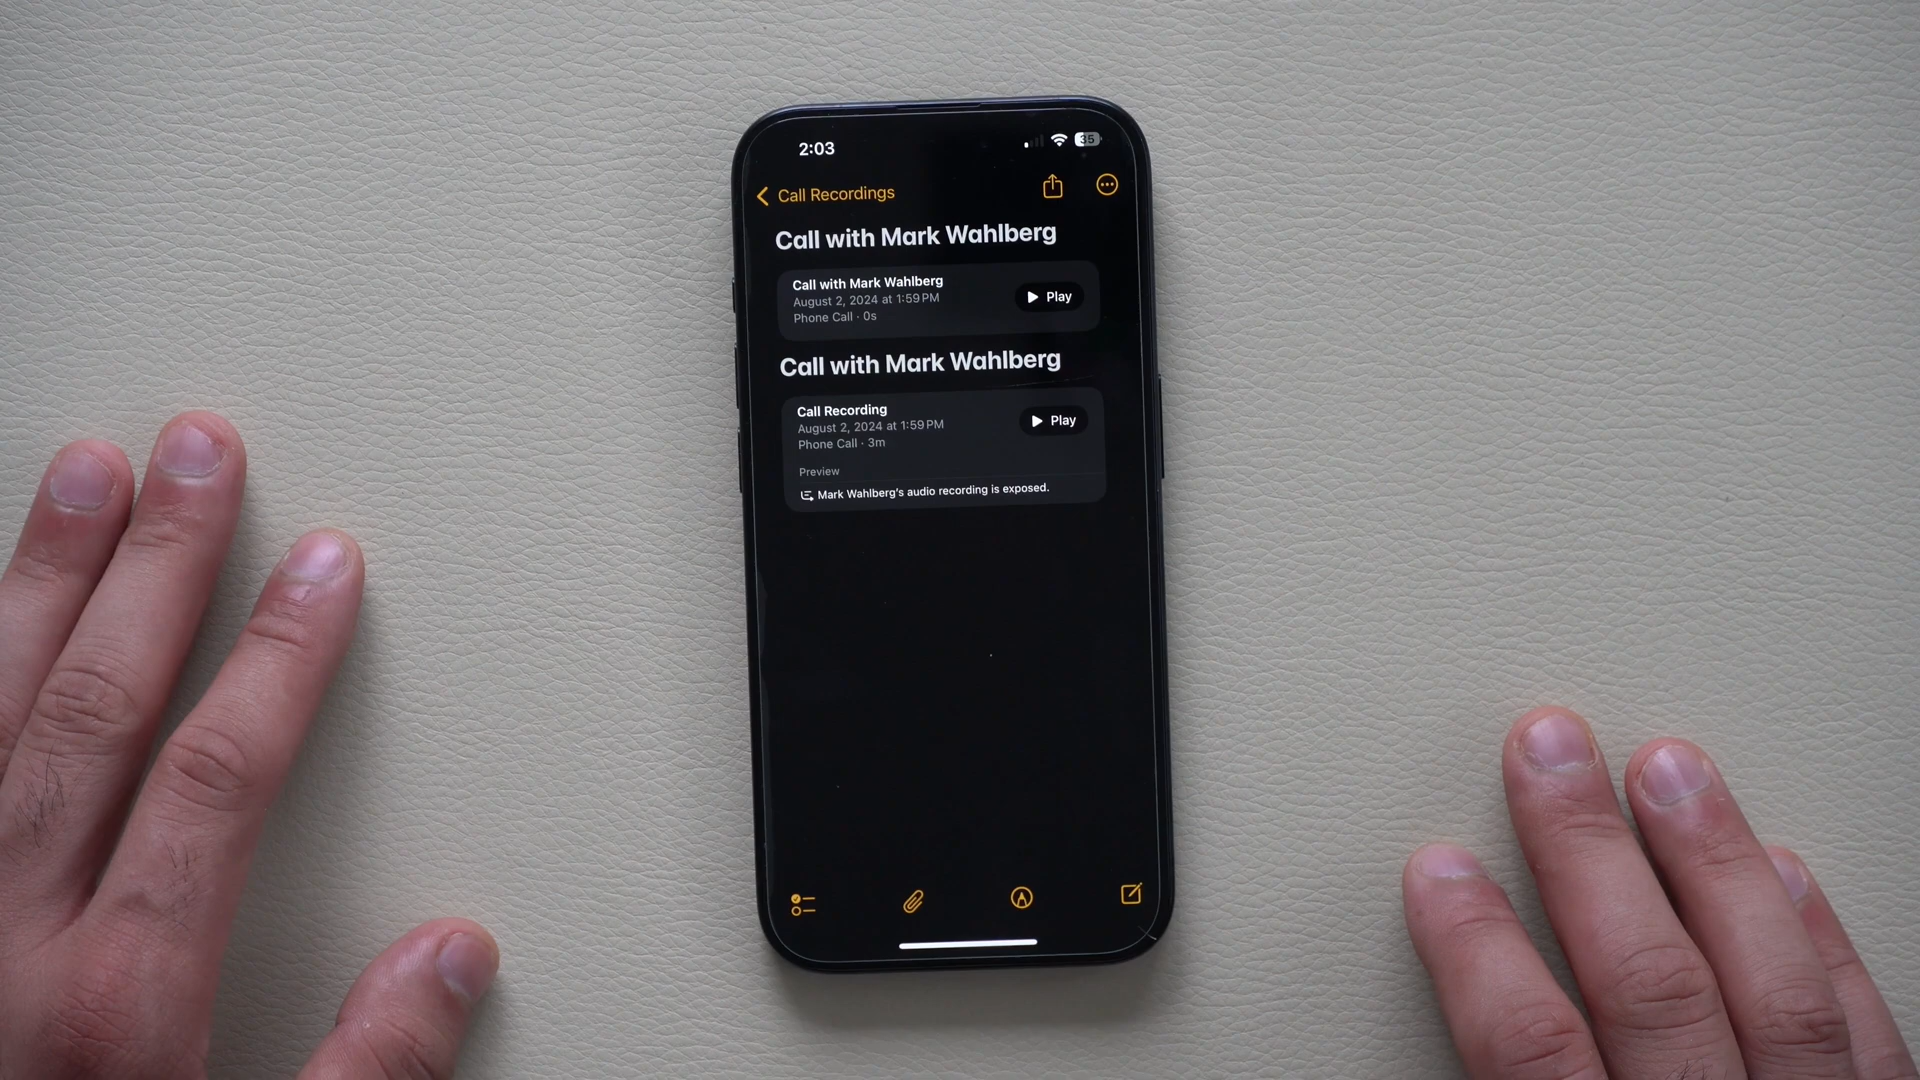 2:03
35
Call Recordings
Call with Mark Wahlberg
Call with Mark Wahlberg
August 2, 2024 at 1:59 PM
Phone Call · 0s
Play
Call with Mark Wahlberg
Call Recording
August 2, 2024 at 1:59 PM
Phone Call · 3m
Play
Preview
Mark Wahlberg's audio recording is exposed.